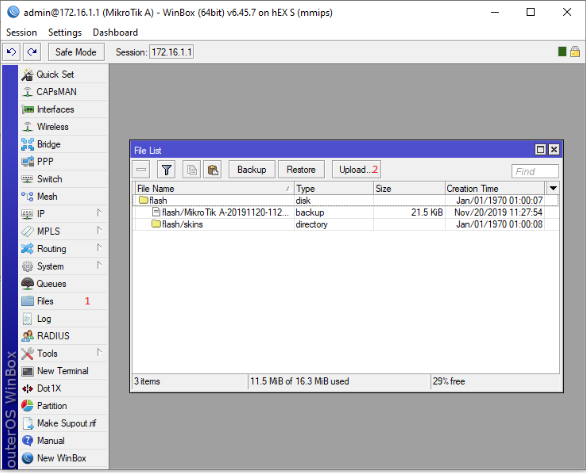 admin@172.16.1.1 (MikroTik A) - WinBox (64bit) v6.45.7 on hEX S (mmips)
Session Settings Dashboard
Safe Mode Session: 172.16.1.1
Quick Set
CAPsMAN
Interfaces
Wireless
Bridge
PPP
Switch
Mesh
IP
MPLS
Routing
System
Queues
Files 1
Log
RADIUS
Tools
New Terminal
Dot1X
Partition
Make Supout.rif
Manual
New WinBox
outerOS WinBox
File List
Backup Restore Upload...2 Find
File Name / Type Size Creation Time
flash disk Jan/01/1970 01:00:07
flash/MikroTik A-20191120-112... backup 21.5 KiB Nov/20/2019 11:27:54
flash/skins directory Jan/01/1970 01:00:08
3 items 11.5 MiB of 16.3 MiB used 29% free